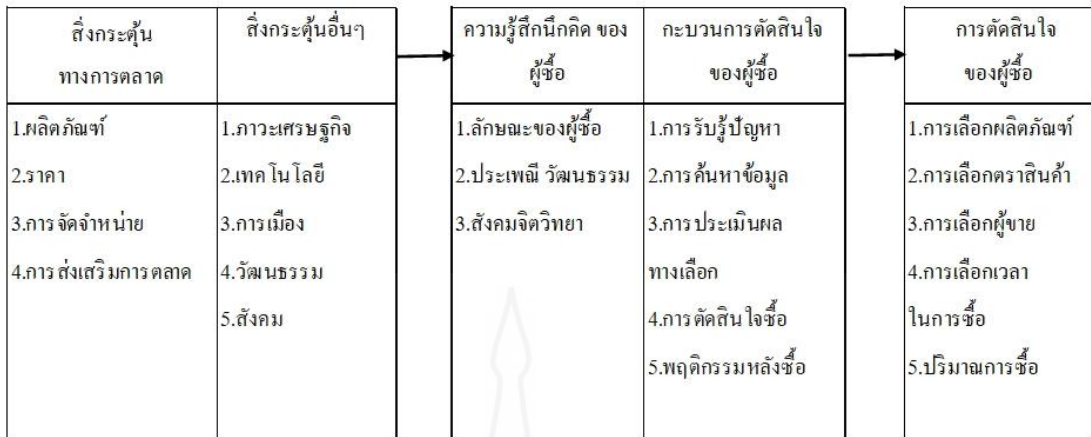 สิ่งกระตุ้น
ทางการตลาด
สิ่งกระตุ้นอื่นๆ
ความรู้สึกนึกคิด ของ
ผู้ซื้อ
กะบวนการตัดสินใจ
ของผู้ซื้อ
การตัดสินใจ
ของผู้ซื้อ
1.ผลิตภัณฑ์
2.ราคา
3.การจัดจำหน่าย
4.การส่งเสริมการตลาด
1.ภาวะเศรษฐกิจ
2.เทคโนโลยี
3.การเมือง
4.วัฒนธรรม
5.สังคม
1.ลักษณะของผู้ซื้อ
2.ประเพณี วัฒนธรรม
3.สังคมจิตวิทยา
1.การรับรู้ปัญหา
2.การค้นหาข้อมูล
3.การประเมินผล
ทางเลือก
4.การตัดสินใจซื้อ
5.พฤติกรรมหลังซื้อ
1.การเลือกผลิตภัณฑ์
2.การเลือกตราสินค้า
3.การเลือกผู้ขาย
4.การเลือกเวลา
ในการซื้อ
5.ปริมาณการซื้อ